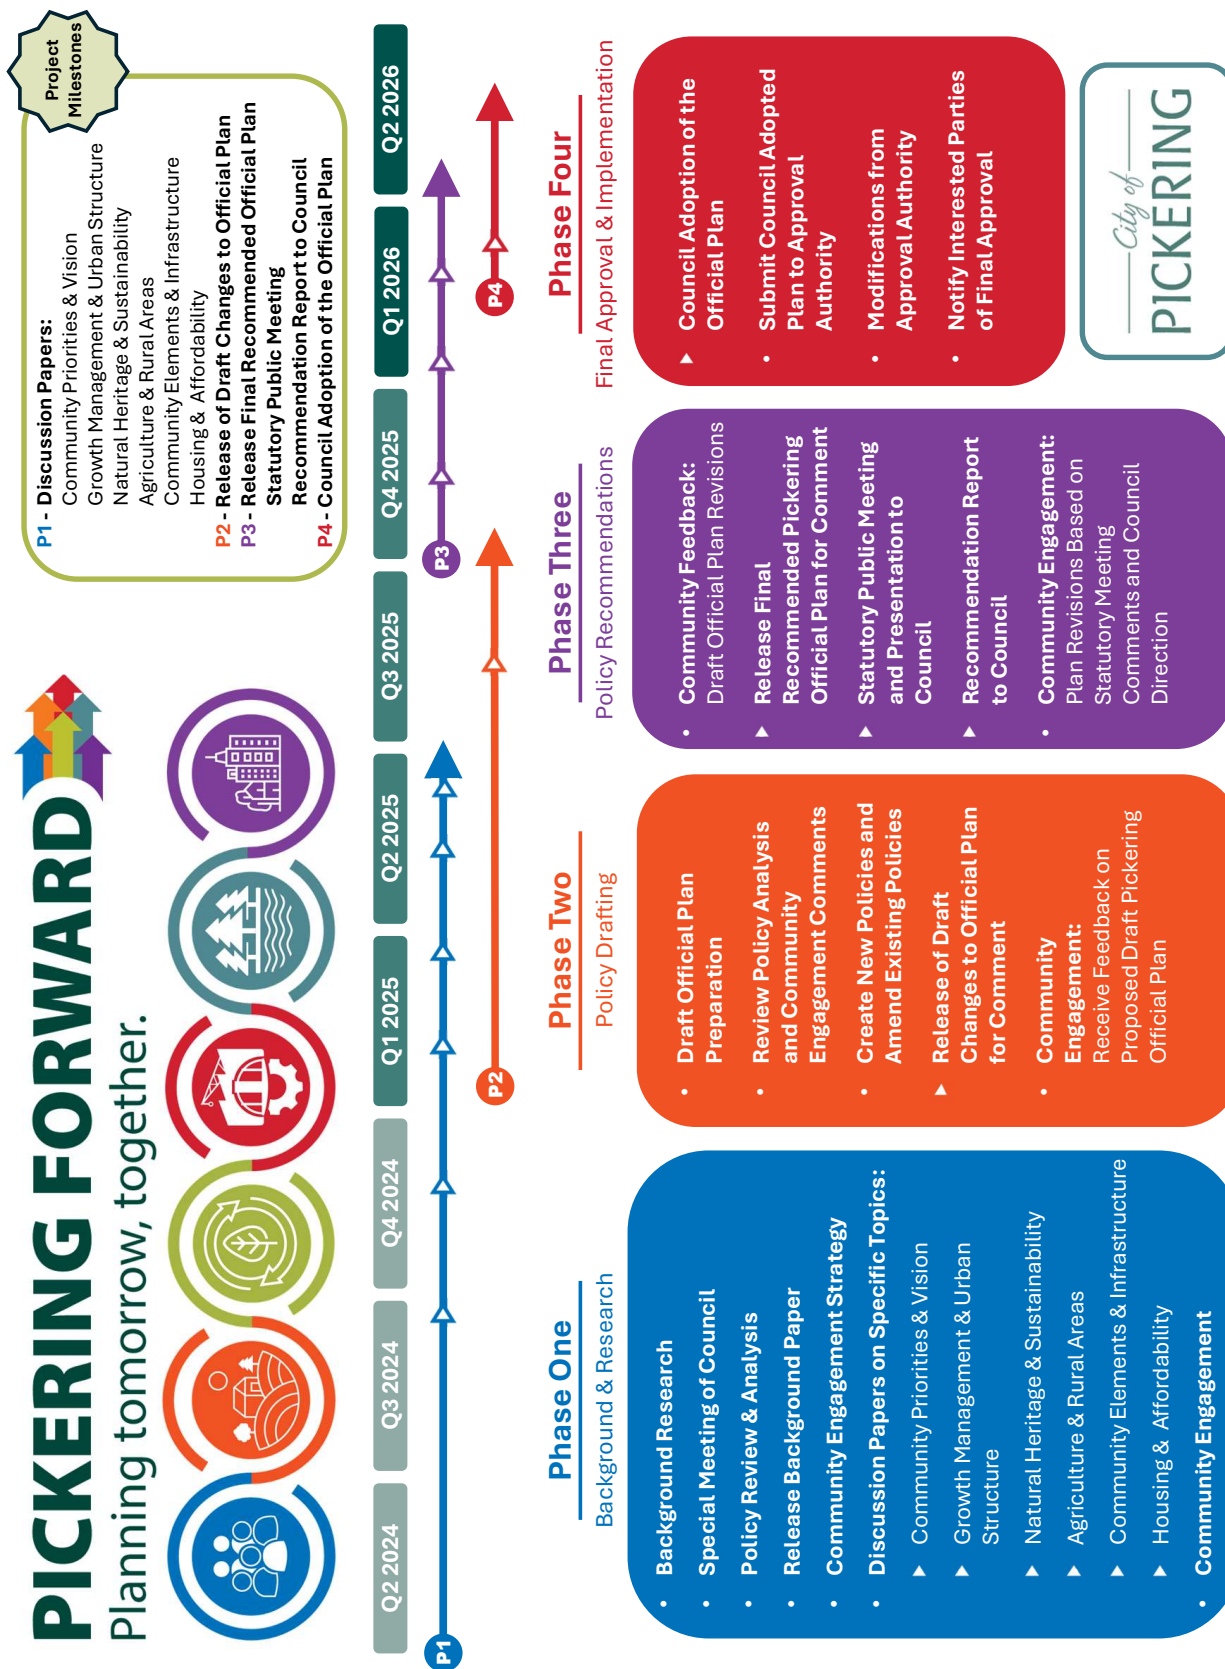 PICKERING FORWARD
Planning tomorrow, together.
Project
Milestones
P1 - Discussion Papers:
Community Priorities & Vision
Growth Management & Urban Structure
Natural Heritage & Sustainability
Agriculture & Rural Areas
Community Elements & Infrastructure
Housing & Affordability
P2 - Release of Draft Changes to Official Plan
P3 - Release Final Recommended Official Plan
Statutory Public Meeting
Recommendation Report to Council
P4 - Council Adoption of the Official Plan
Q2 2024
Q3 2024
Q4 2024
Q1 2025
Q2 2025
Q3 2025
Q4 2025
Q1 2026
Q2 2026
P1
P2
P3
P4
Phase One
Background & Research
• Background Research
• Special Meeting of Council
• Policy Review & Analysis
• Release Background Paper
• Community Engagement Strategy
• Discussion Papers on Specific Topics:
Community Priorities & Vision
Growth Management & Urban
Structure
Natural Heritage & Sustainability
Agriculture & Rural Areas
Community Elements & Infrastructure
Housing & Affordability
• Community Engagement
Phase Two
Policy Drafting
• Draft Official Plan
Preparation
• Review Policy Analysis
and Community
Engagement Comments
• Create New Policies and
Amend Existing Policies
Release of Draft
Changes to Official Plan
for Comment
• Community
Engagement:
Receive Feedback on
Proposed Draft Pickering
Official Plan
Phase Three
Policy Recommendations
• Community Feedback:
Draft Official Plan Revisions
Release Final
Recommended Pickering
Official Plan for Comment
Statutory Public Meeting
and Presentation to
Council
Recommendation Report
to Council
• Community Engagement:
Plan Revisions Based on
Statutory Meeting
Comments and Council
Direction
Phase Four
Final Approval & Implementation
Council Adoption of the
Official Plan
• Submit Council Adopted
Plan to Approval
Authority
• Modifications from
Approval Authority
• Notify Interested Parties
of Final Approval
City of
PICKERING